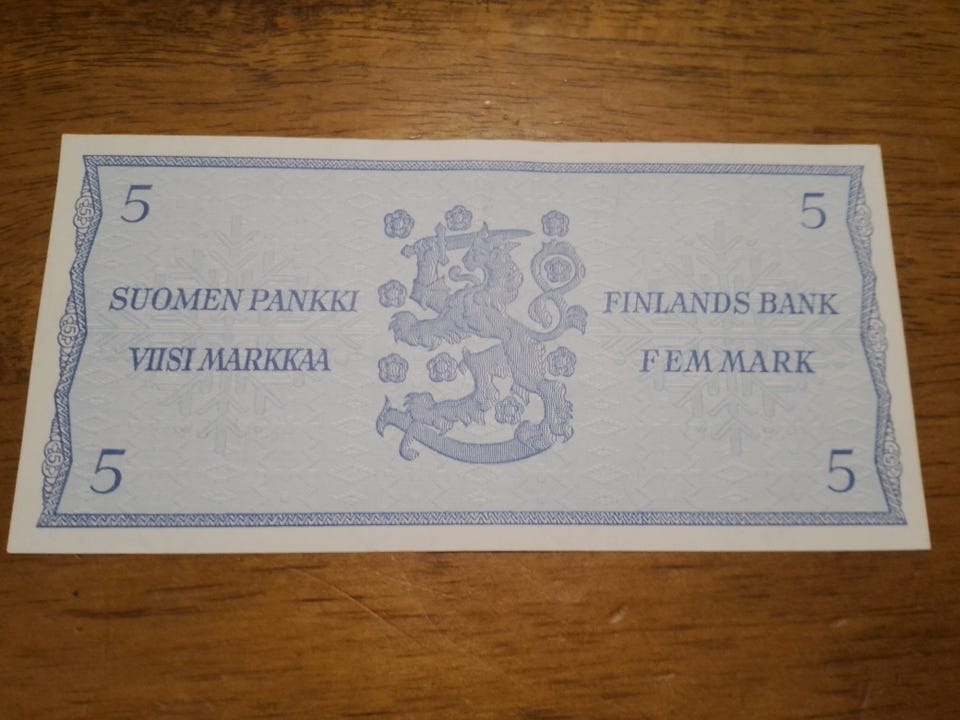 5 5
SUOMEN PANKKI FINLANDS BANK
VIISI MARKKAA FEM MARK
5 5